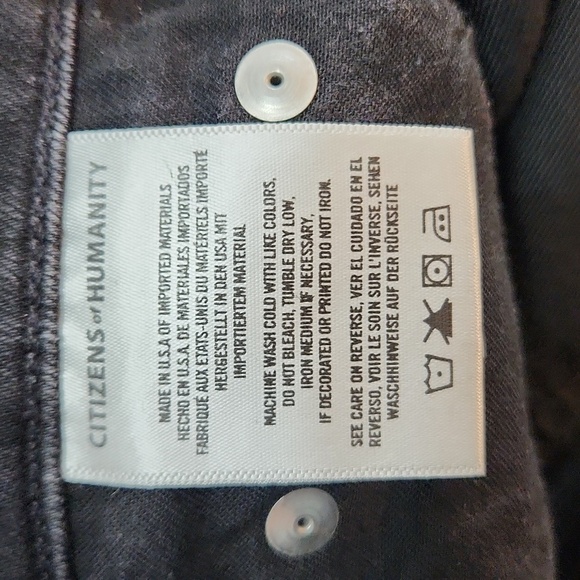 CITIZENS of HUMANITY
MADE IN U.S.A OF IMPORTED MATERIALS
HECHO EN U.S.A. DE MATERIALES IMPORTADOS
FABRIQUE AUX ETATS-UNIS DU MATÉRIELS IMPORTÉ
HERGESTELLT IN DEN USA MIT
IMPORTIERTEM MATERIAL
MACHINE WASH COLD WITH LIKE COLORS,
DO NOT BLEACH, TUMBLE DRY LOW,
IRON MEDIUM IF NECESSARY,
IF DECORATED OR PRINTED DO NOT IRON.
SEE CARE ON REVERSE, VER EL CUIDADO EN EL
REVERSO, VOIR LE SOIN SUR L'INVERSE, SEHEN
WASCHHINWEISE AUF DER RÜCKSEITE